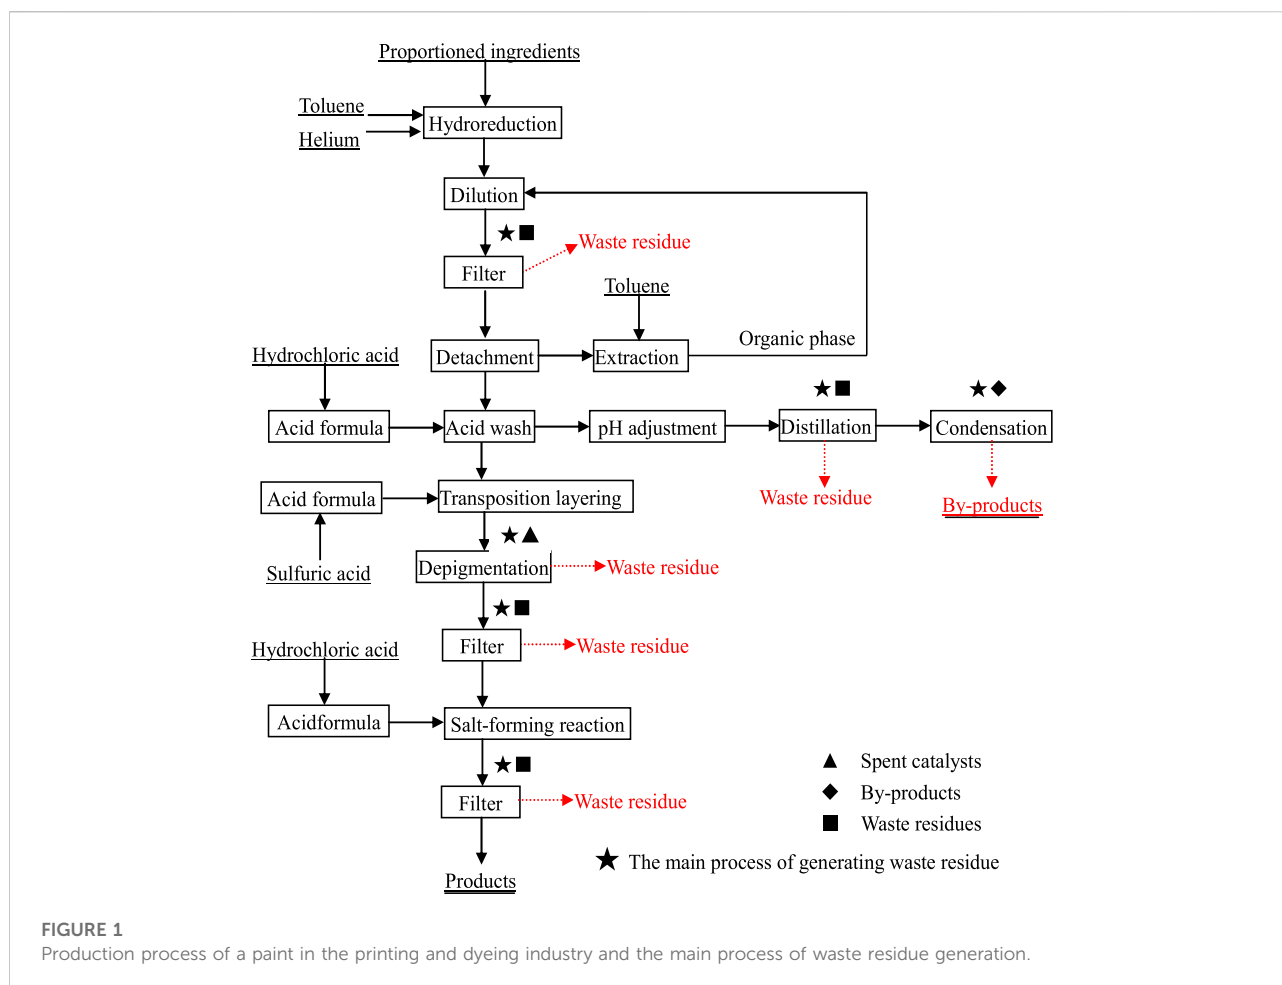 Proportioned ingredients
Toluene
Hydroreduction
Helium
Dilution
Waste residue
Filter
Toluene
Organic phase
Hydrochloric acid
Detachment
Extraction
Acid formula
Acid wash
pH adjustment
Distillation
Condensation
Acid formula
Transposition layering
Waste residue
By-products
Sulfuric acid
Depigmentation
Waste residue
Filter
Waste residue
Hydrochloric acid
Acidformula
Salt-forming reaction
Spent catalysts
By-products
Filter
Waste residue
Waste residues
The main process of generating waste residue
Products
FIGURE 1
Production process of a paint in the printing and dyeing industry and the main process of waste residue generation.